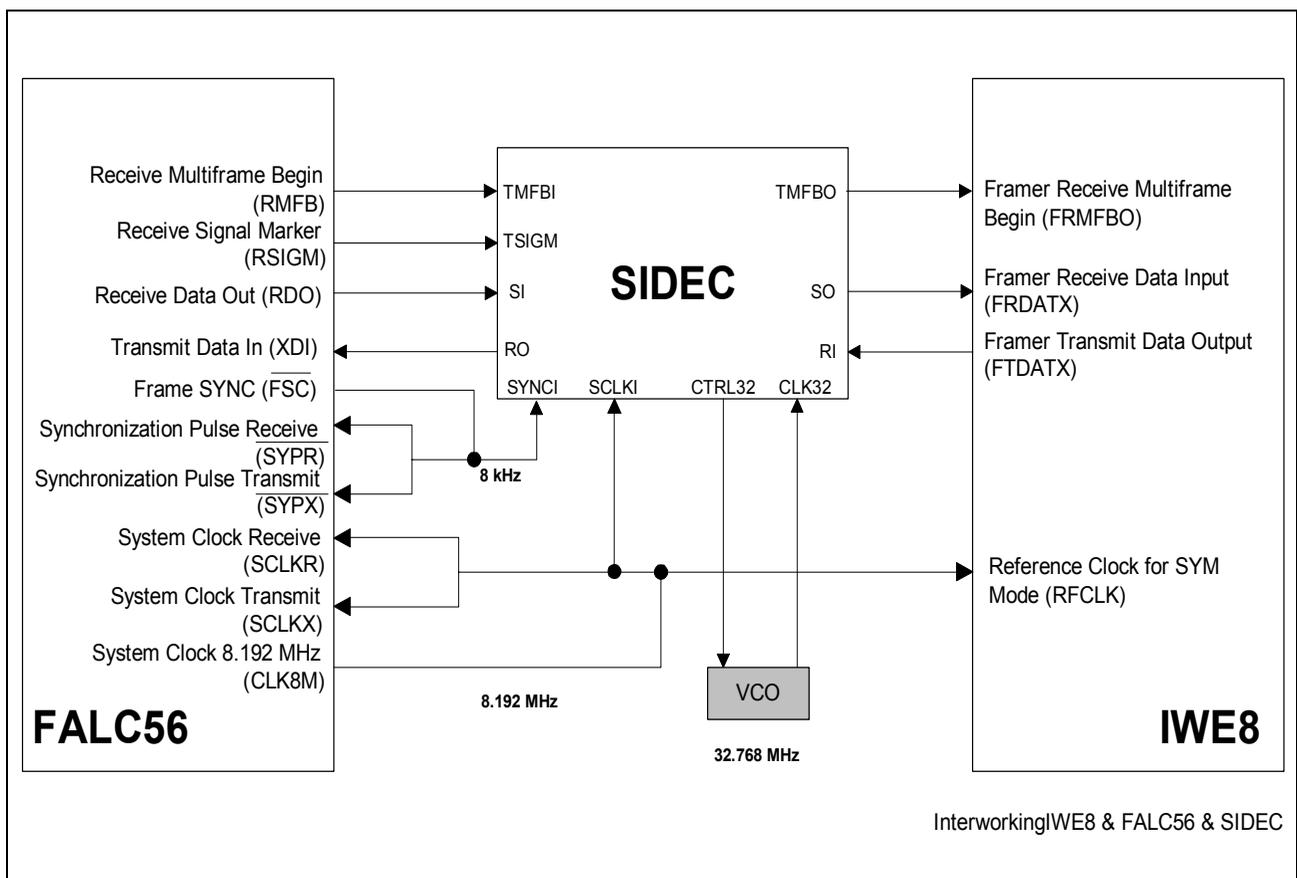 Receive Multiframe Begin
(RMFB)
Receive Signal Marker
(RSIGM)
Receive Data Out (RDO)
Transmit Data In (XDI)
Frame SYNC (FSC)
Synchronization Pulse Receive
(SYPR)
Synchronization Pulse Transmit
(SYPX)
System Clock Receive
(SCLKR)
System Clock Transmit
(SCLKX)
System Clock 8.192 MHz
(CLK8M)
FALC56
TMFBI
TMFBO
TSIGM
SIDEC
SI
SO
RO
RI
SYNCI
SCLKI
CTRL32
CLK32
8 kHz
8.192 MHz
VCO
32.768 MHz
Framer Receive Multiframe
Begin (FRMFBO)
Framer Receive Data Input
(FRDATX)
Framer Transmit Data Output
(FTDATX)
Reference Clock for SYM
Mode (RFCLK)
IWE8
InterworkingIWE8 & FALC56 & SIDEC